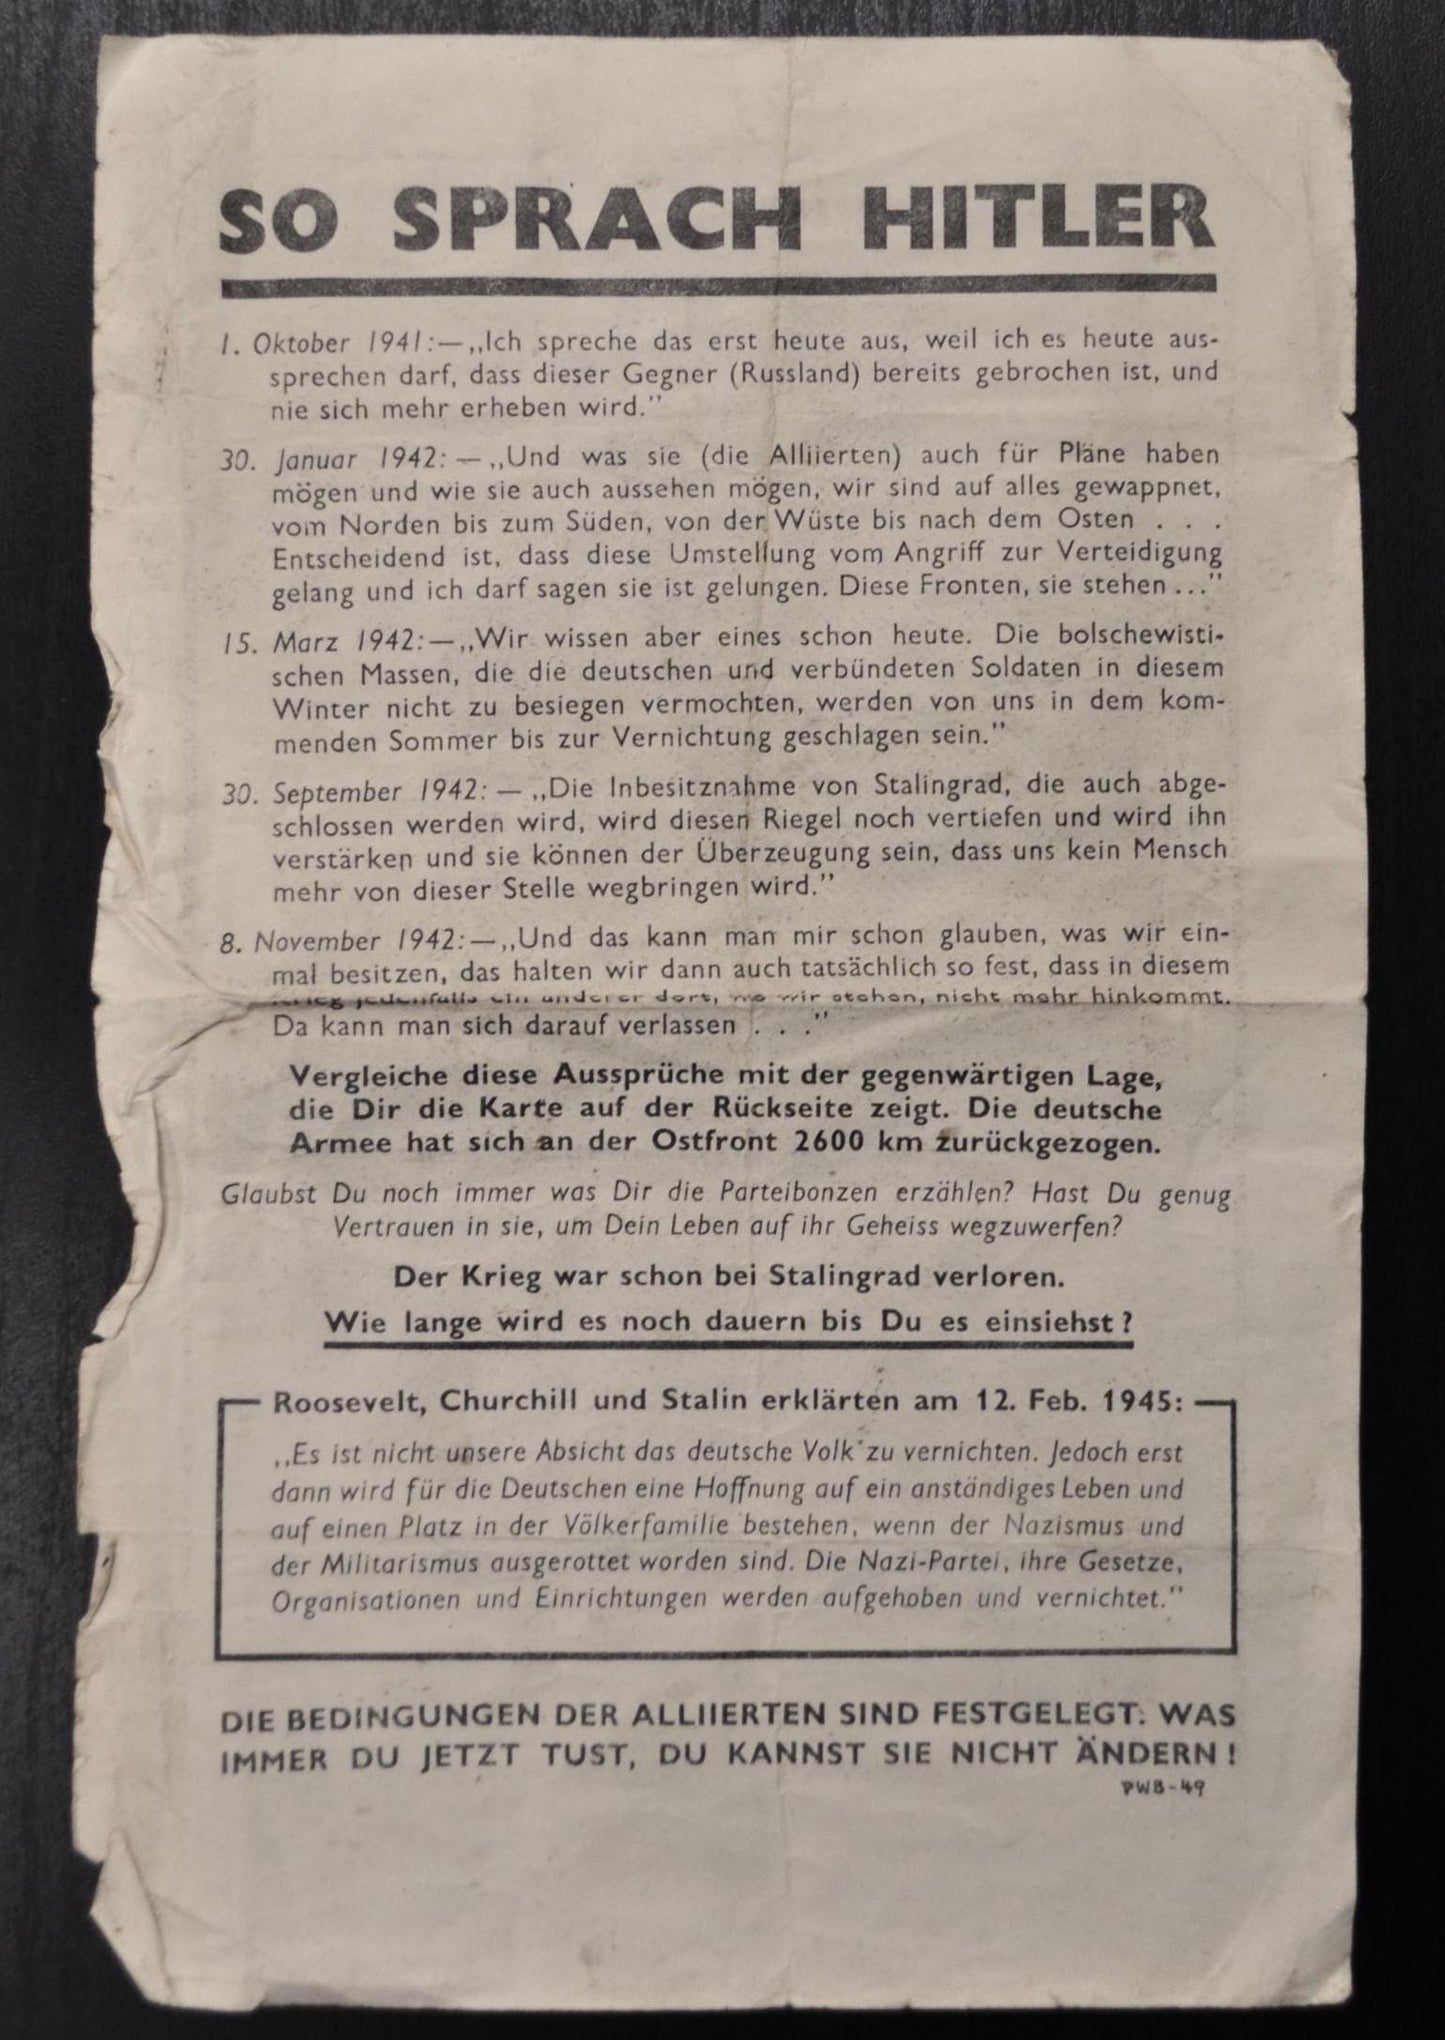 SO SPRACH HITLER
1. Oktober 1941:—„Ich spreche das erst heute aus, weil ich es heute aus-
sprechen darf, dass dieser Gegner (Russland) bereits gebrochen ist, und
nie sich mehr erheben wird.”
30. Januar 1942: — „Und was sie (die Alliierten) auch für Pläne haben
mögen und wie sie auch aussehen mögen, wir sind auf alles gewappnet,
vom Norden bis zum Süden, von der Wüste bis nach dem Osten . . .
Entscheidend ist, dass diese Umstellung vom Angriff zur Verteidigung
gelang und ich darf sagen sie ist gelungen. Diese Fronten, sie stehen ...”
15. Marz 1942:—„Wir wissen aber eines schon heute. Die bolschewisti-
schen Massen, die die deutschen und verbündeten Soldaten in diesem
Winter nicht zu besiegen vermochten, werden von uns in dem kom-
menden Sommer bis zur Vernichtung geschlagen sein.”
30. September 1942: — „Die Inbesitznahme von Stalingrad, die auch abge-
schlossen werden wird, wird diesen Riegel noch vertiefen und wird ihn
verstärken und sie können der Überzeugung sein, dass uns kein Mensch
mehr von dieser Stelle wegbringen wird.”
8. November 1942:—„Und das kann man mir schon glauben, was wir ein-
mal besitzen, das halten wir dann auch tatsächlich so fest, dass in diesem
Krieg jedenfalls ein anderer dort, wo wir stehen, nicht mehr hinkommt.
Da kann man sich darauf verlassen . . .”
Vergleiche diese Aussprüche mit der gegenwärtigen Lage,
die Dir die Karte auf der Rückseite zeigt. Die deutsche
Armee hat sich an der Ostfront 2600 km zurückgezogen.
Glaubst Du noch immer was Dir die Parteibonzen erzählen? Hast Du genug
Vertrauen in sie, um Dein Leben auf ihr Geheiss wegzuwerfen?
Der Krieg war schon bei Stalingrad verloren.
Wie lange wird es noch dauern bis Du es einsiehst?
Roosevelt, Churchill und Stalin erklärten am 12. Feb. 1945:
„Es ist nicht unsere Absicht das deutsche Volk zu vernichten. Jedoch erst
dann wird für die Deutschen eine Hoffnung auf ein anständiges Leben und
auf einen Platz in der Völkerfamilie bestehen, wenn der Nazismus und
der Militarismus ausgerottet worden sind. Die Nazi-Partei, ihre Gesetze,
Organisationen und Einrichtungen werden aufgehoben und vernichtet.”
DIE BEDINGUNGEN DER ALLIIERTEN SIND FESTGELEGT. WAS
IMMER DU JETZT TUST, DU KANNST SIE NICHT ÄNDERN!
PWB-49